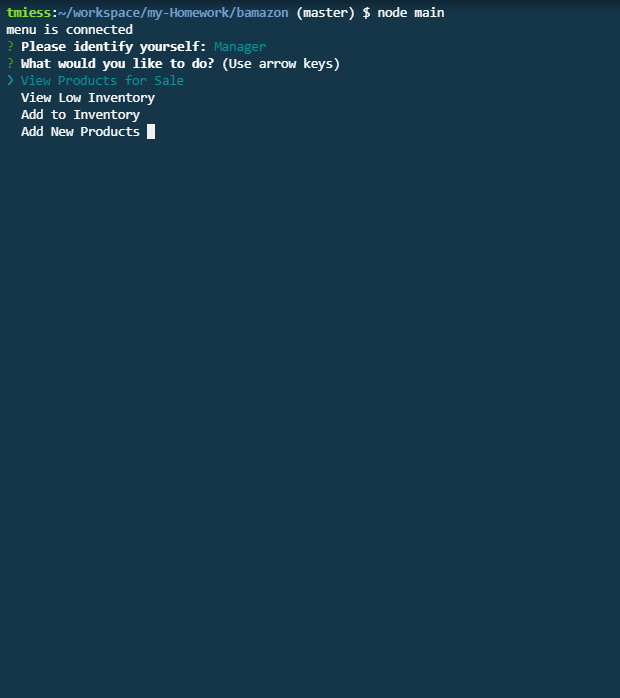 tmiess:~/workspace/my-Homework/bamazon (master) $ node main
menu is connected
? Please identify yourself: Manager
? What would you like to do? (Use arrow keys)
❯ View Products for Sale
  View Low Inventory
  Add to Inventory
  Add New Products